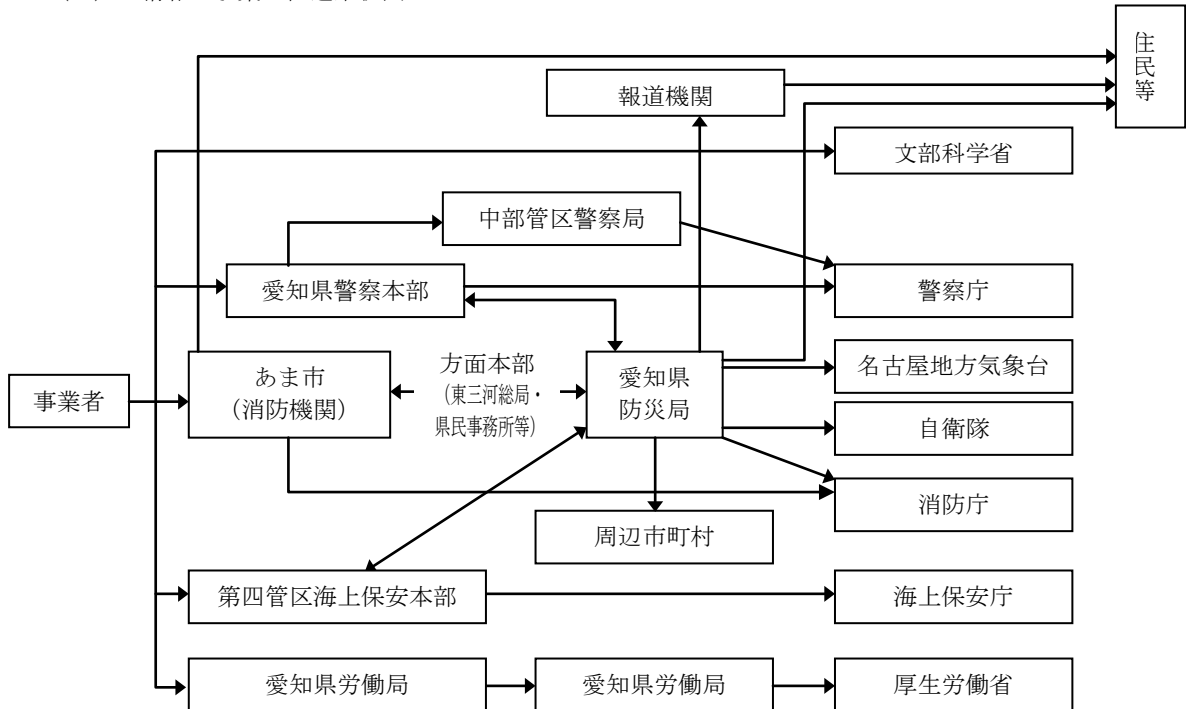 住民等
報道機関
文部科学省
中部管区警察局
愛知県警察本部
警察庁
事業者
あま市
(消防機関)
方面本部
(東三河総局・
県民事務所等)
愛知県
防災局
名古屋地方気象台
自衛隊
消防庁
周辺市町村
第四管区海上保安本部
海上保安庁
愛知県労働局
愛知県労働局
厚生労働省